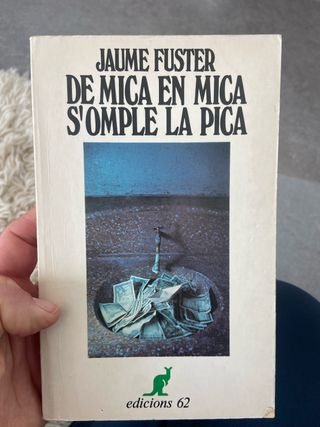 JAUME FUSTER
DE MICA EN MICA
S'OMPLE LA PICA
edicions 62